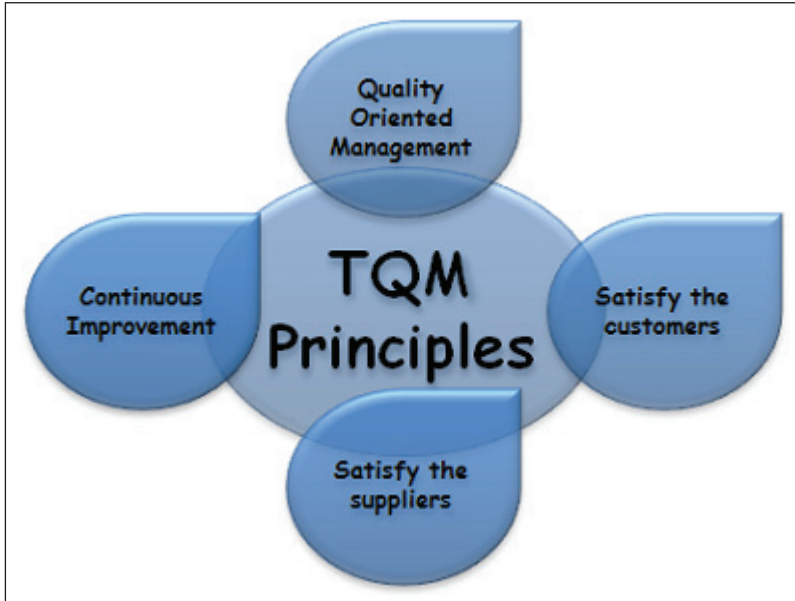 Quality
Oriented
Management
Continuous
Improvement
TQM
Principles
Satisfy the
customers
Satisfy the
suppliers